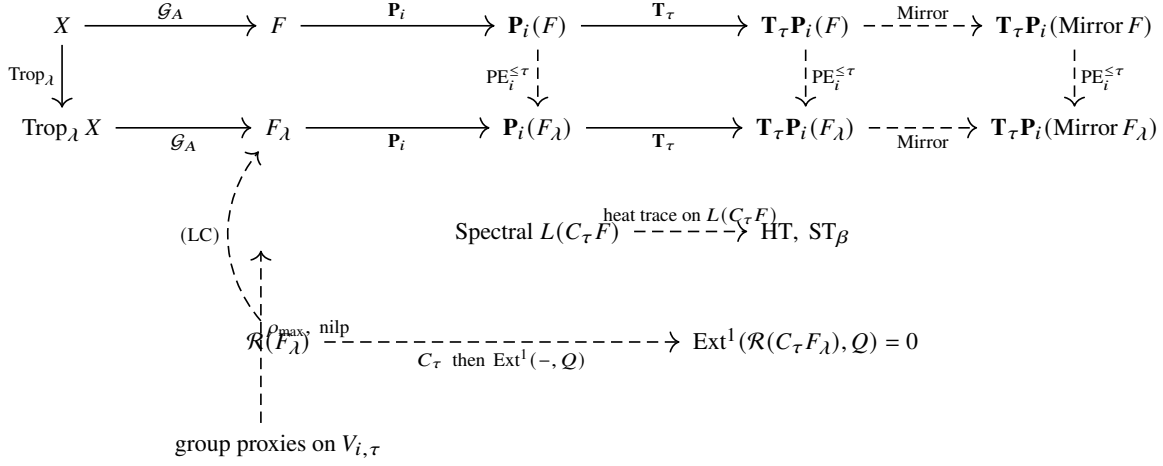 𝒢_A P_i T_τ Mirror
X F P_i(F) T_τP_i(F) T_τP_i(Mirror F)
Trop_λ PE_i^{≤τ} PE_i^{≤τ} PE_i^{≤τ}
Trop_λ X F_λ P_i(F_λ) T_τP_i(F_λ) T_τP_i(Mirror F_λ)
𝒢_A P_i T_τ Mirror
heat trace on L(C_τF)
(LC) Spectral L(C_τF) HT, ST_β
ρ_max, nilp
ℛ(F_λ) Ext¹(ℛ(C_τF_λ), Q) = 0
C_τ then Ext¹(−, Q)
group proxies on V_{i,τ}